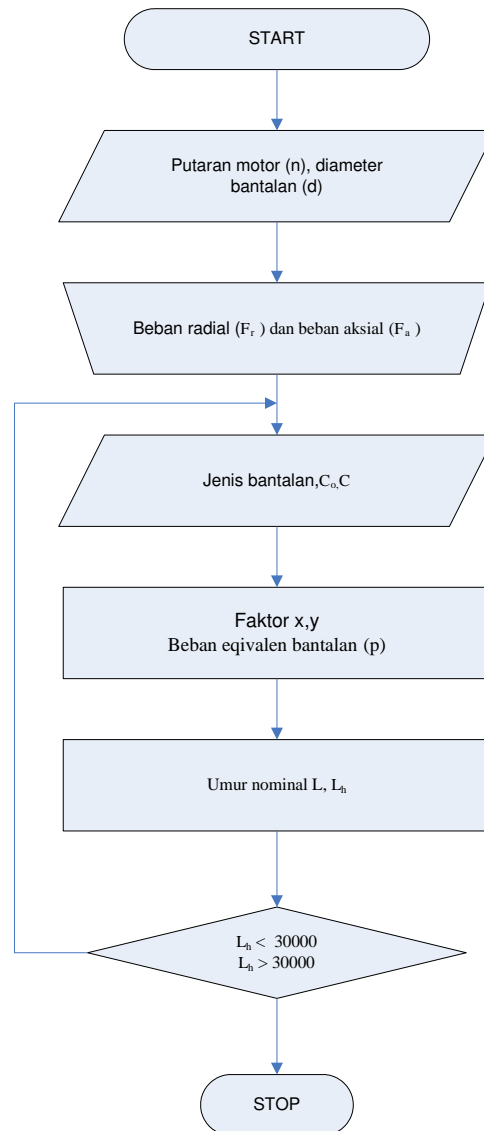 START
Putaran motor (n), diameter
bantalan (d)
Beban radial (Fᵣ ) dan beban aksial (Fₐ )
Jenis bantalan,Cₒ,C
Faktor x,y
Beban eqivalen bantalan (p)
Umur nominal L, Lₕ
Lₕ < 30000
Lₕ > 30000
STOP